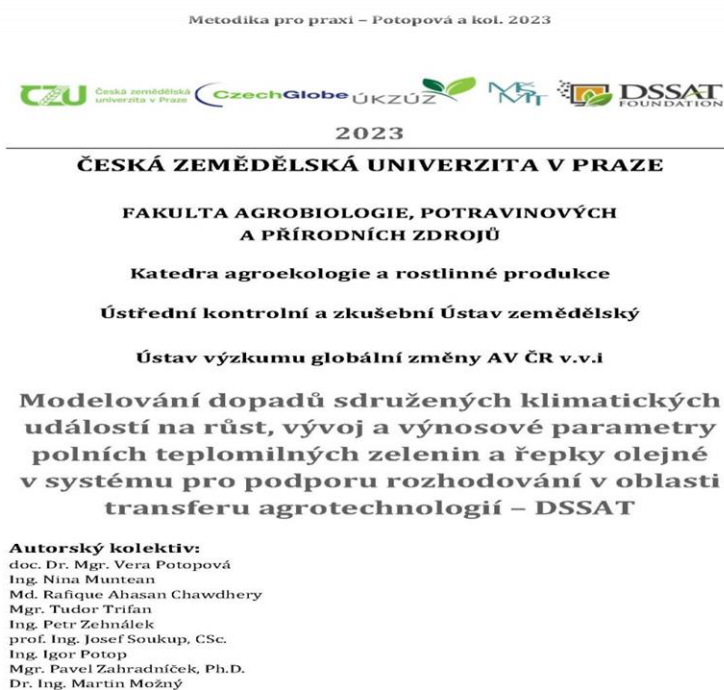 Metodika pro praxi – Potopová a kol. 2023
CZU Česká zemědělská
univerzita v Praze
CzechGlobe
ÚKZÚZ
MŠMT
DSSAT
FOUNDATION
2023
ČESKÁ ZEMĚDĚLSKÁ UNIVERZITA V PRAZE
FAKULTA AGROBIOLOGIE, POTRAVINOVÝCH
A PŘÍRODNÍCH ZDROJŮ
Katedra agroekologie a rostlinné produkce
Ústřední kontrolní a zkušební Ústav zemědělský
Ústav výzkumu globální změny AV ČR v.v.i
Modelování dopadů sdružených klimatických
událostí na růst, vývoj a výnosové parametry
polních teplomilných zelenin a řepky olejné
v systému pro podporu rozhodování v oblasti
transferu agrotechnologií – DSSAT
Autorský kolektiv:
doc. Dr. Mgr. Vera Potopová
Ing. Nina Muntean
Md. Rafique Ahasan Chawdhery
Mgr. Tudor Trifan
Ing. Petr Zehnálek
prof. Ing. Josef Soukup, CSc.
Ing. Igor Potop
Mgr. Pavel Zahradníček, Ph.D.
Dr. Ing. Martin Možný